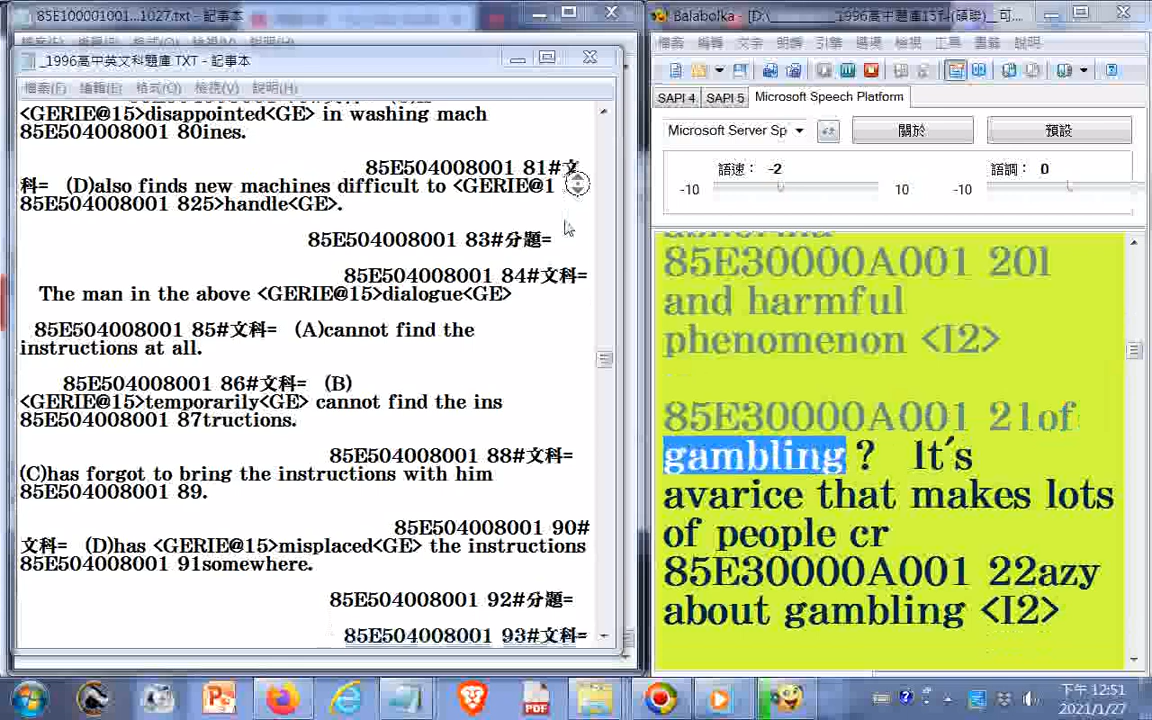 85E100001001...1027.txt - 記事本
_1996高中英文科題庫 TXT - 記事本
檔案(F) 編輯(E) 格式(O) 檢視(V) 說明(H)
<GERIE@15>disappointed<GE> in washing mach
85E504008001 80ines.
85E504008001 81#文
科= (D)also finds new machines difficult to <GERIE@1
85E504008001 825>handle<GE>.
85E504008001 83#分題=
85E504008001 84#文科=
The man in the above <GERIE@15>dialogue<GE>
85E504008001 85#文科= (A)cannot find the
instructions at all.
85E504008001 86#文科= (B)
<GERIE@15>temporarily<GE> cannot find the ins
85E504008001 87tructions.
85E504008001 88#文科=
(C)has forgot to bring the instructions with him
85E504008001 89.
85E504008001 90#
文科= (D)has <GERIE@15>misplaced<GE> the instructions
85E504008001 91somewhere.
85E504008001 92#分題=
85E504008001 93#文科=
Balabolka - [D:\_______1996高中題庫15科(碩聯)_ 可...
檔案 編輯 文字 朗讀 引擎 選項 檢視 工具 書籤 說明
SAPI 4 SAPI 5 Microsoft Speech Platform
Microsoft Server Sp 關於 預設
語速: -2 語調: 0
-10 10 -10
85E30000A001 20l
and harmful
phenomenon <I2>
85E30000A001 21of
gambling? It's
avarice that makes lots
of people cr
85E30000A001 22azy
about gambling <I2>
PDF
下午 12:51
2021/1/27